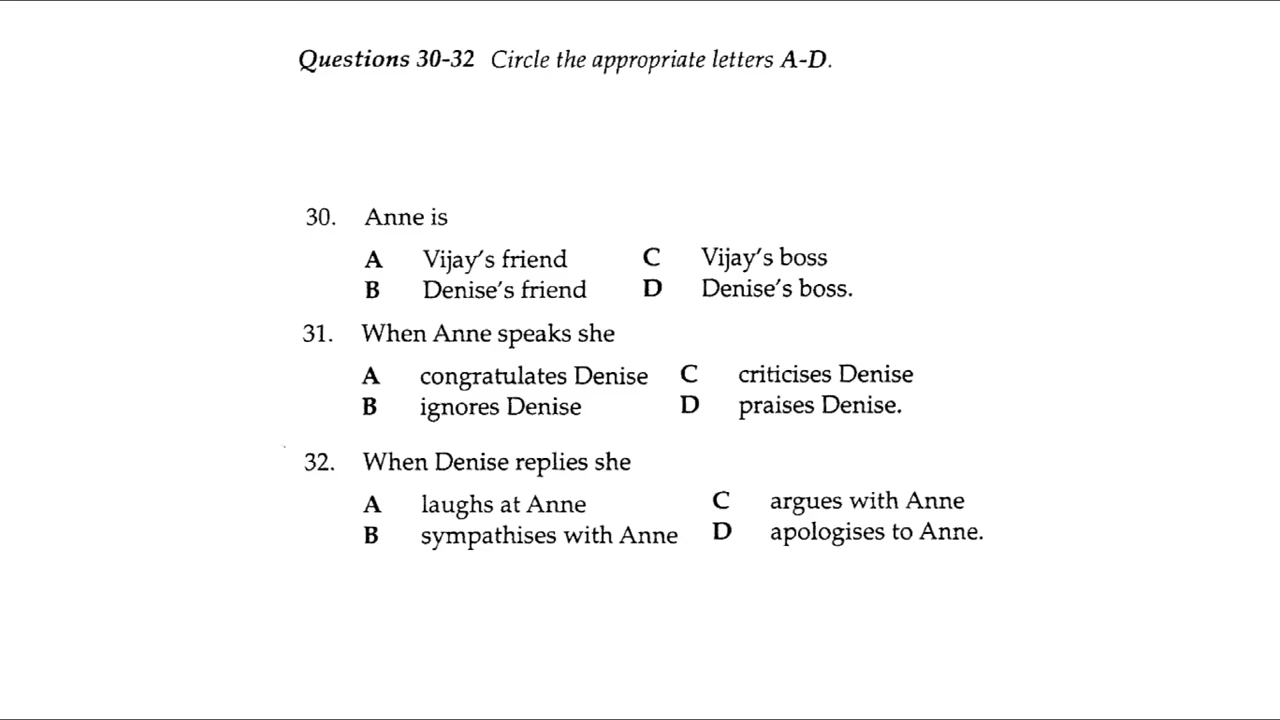 Questions 30-32 Circle the appropriate letters A-D.
30. Anne is
A Vijay's friend C Vijay's boss
B Denise's friend D Denise's boss.
31. When Anne speaks she
A congratulates Denise C criticises Denise
B ignores Denise D praises Denise.
32. When Denise replies she
A laughs at Anne C argues with Anne
B sympathises with Anne D apologises to Anne.